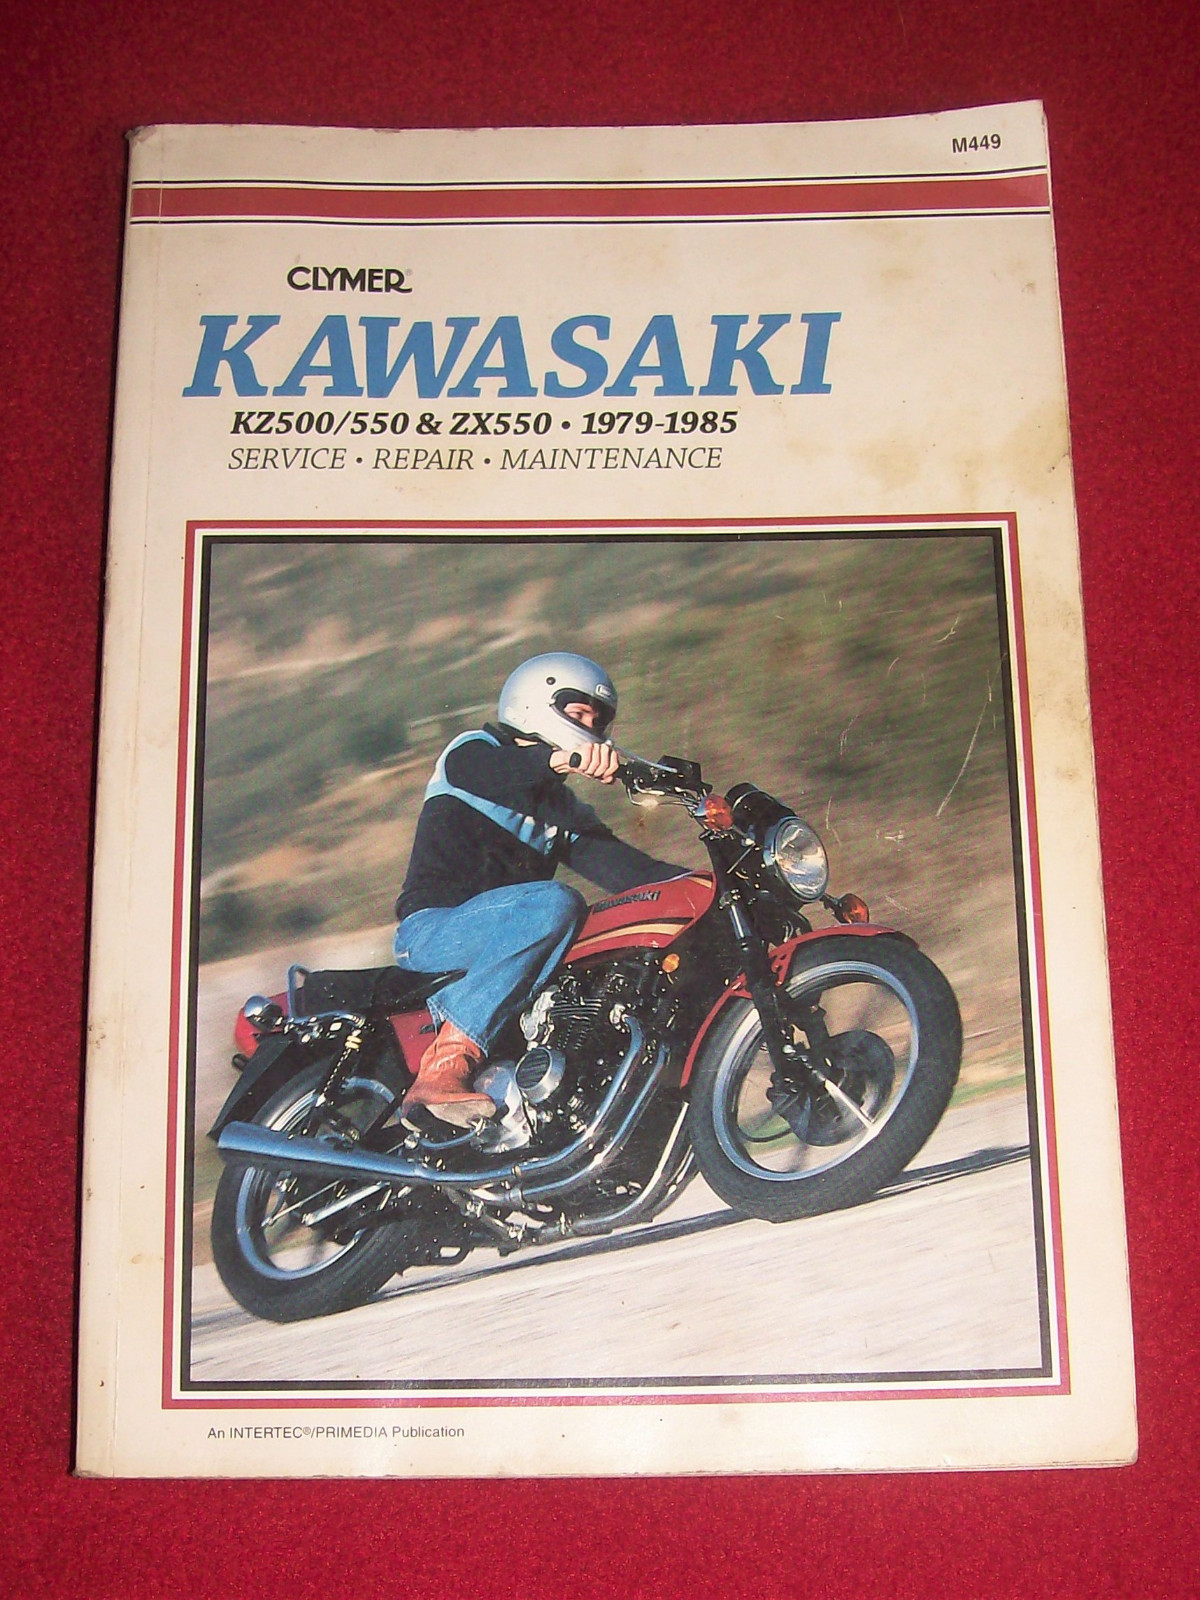 M449
CLYMER®
KAWASAKI
KZ500/550 & ZX550 • 1979-1985
SERVICE • REPAIR • MAINTENANCE
KAWASAKI
An INTERTEC®/PRIMEDIA Publication